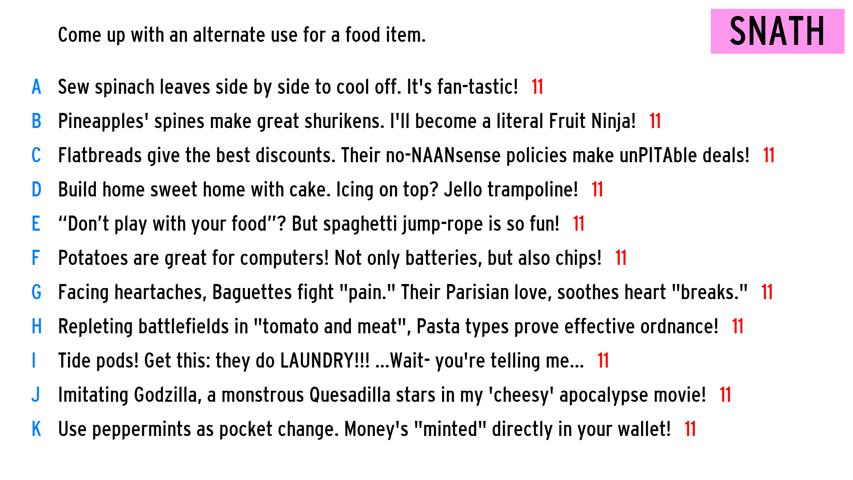 Come up with an alternate use for a food item.
SNATH
A Sew spinach leaves side by side to cool off. It's fan-tastic! 11
B Pineapples' spines make great shurikens. I'll become a literal Fruit Ninja! 11
C Flatbreads give the best discounts. Their no-NAANsense policies make unPITAble deals! 11
D Build home sweet home with cake. Icing on top? Jello trampoline! 11
E “Don’t play with your food”? But spaghetti jump-rope is so fun! 11
F Potatoes are great for computers! Not only batteries, but also chips! 11
G Facing heartaches, Baguettes fight "pain." Their Parisian love, soothes heart "breaks." 11
H Repleting battlefields in "tomato and meat", Pasta types prove effective ordnance! 11
I Tide pods! Get this: they do LAUNDRY!!! ...Wait- you're telling me... 11
J Imitating Godzilla, a monstrous Quesadilla stars in my 'cheesy' apocalypse movie! 11
K Use peppermints as pocket change. Money's "minted" directly in your wallet! 11